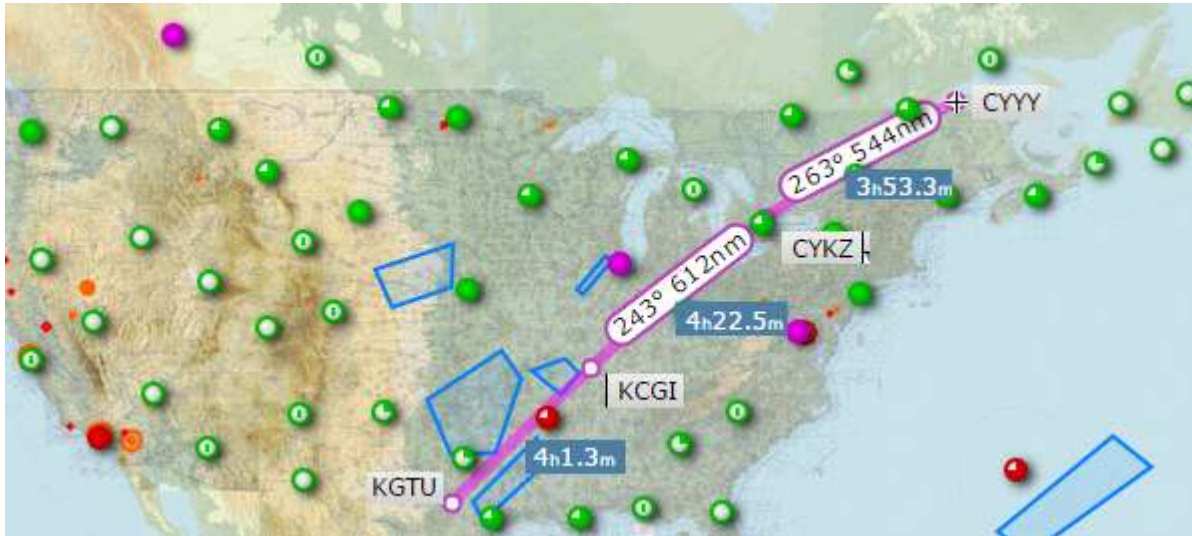 CYYY
263° 544nm
3h53.3m
CYKZ
243° 612nm
4h22.5m
KCGI
4h1.3m
KGTU